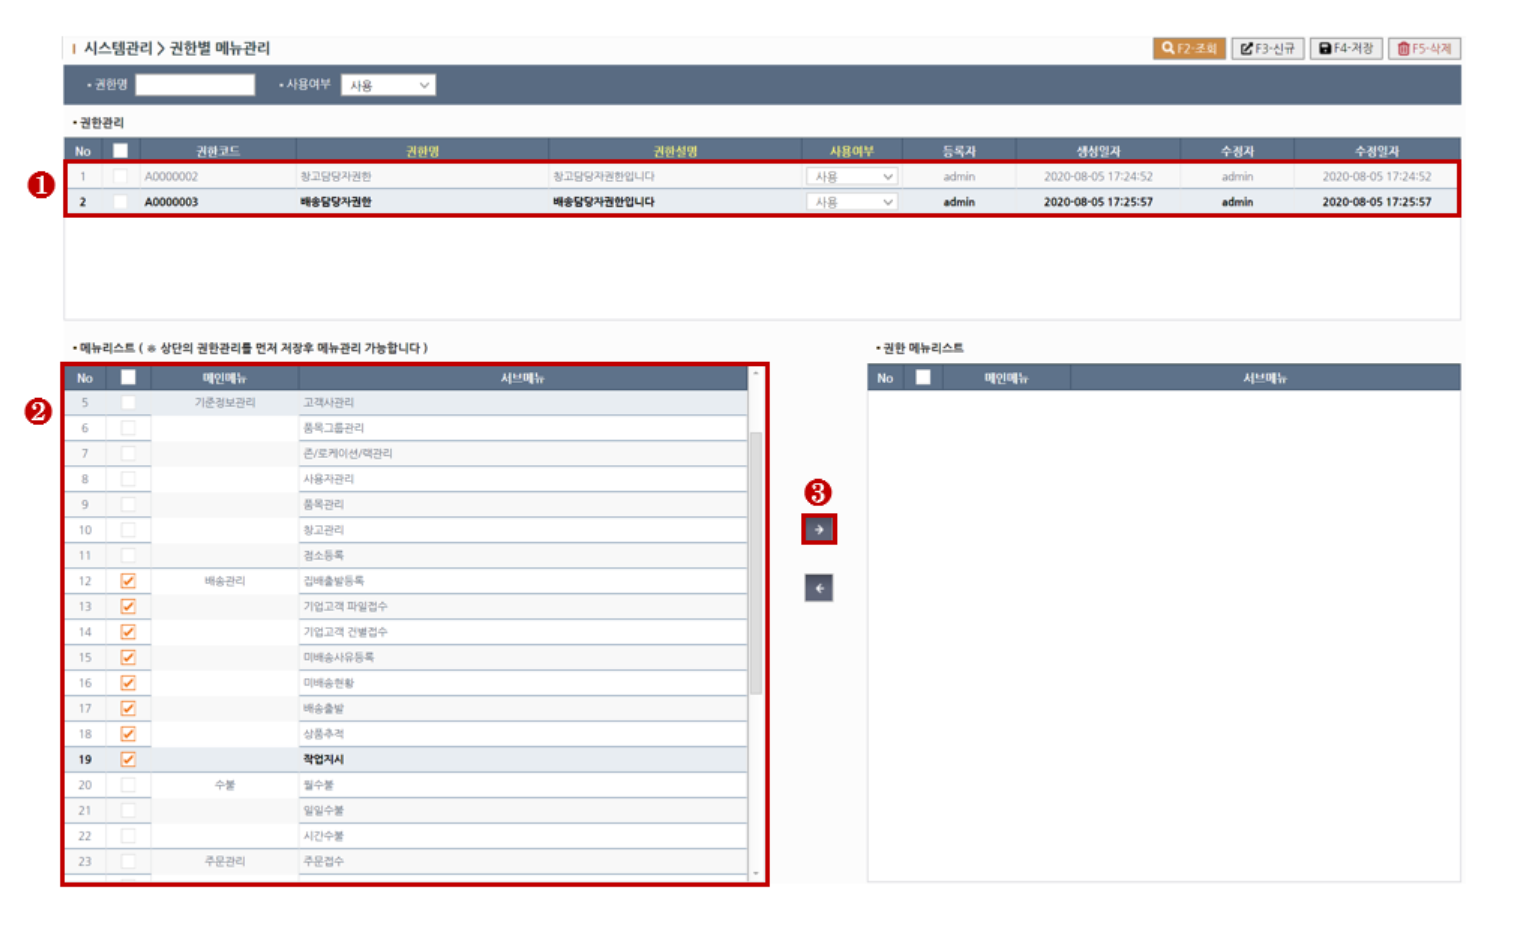 시스템관리 > 권한별 메뉴관리
F2-조회 F3-신규 F4-저장 F5-삭제
• 권한명 • 사용여부 사용
• 권한관리
No 권한코드 권한명 권한설명 사용여부 등록자 생성일자 수정자 수정일자
❶
1 A0000002 창고담당자권한 창고담당자권한입니다 사용 admin 2020-08-05 17:24:52 admin 2020-08-05 17:24:52
2 A0000003 배송담당자권한 배송담당자권한입니다 사용 admin 2020-08-05 17:25:57 admin 2020-08-05 17:25:57
• 메뉴리스트 ( ※ 상단의 권한관리를 먼저 저장후 메뉴관리 가능합니다 )
• 권한 메뉴리스트
No 메인메뉴 서브메뉴
No 메인메뉴 서브메뉴
❷
5 기준정보관리 고객사관리
6 품목그룹관리
7 존/로케이션/랙관리
8 사용자관리
9 품목관리
10 창고관리
11 점소등록
12 배송관리 집배출발등록
13 기업고객 파일접수
14 기업고객 건별접수
15 미배송사유등록
16 미배송현황
17 배송출발
18 상품추적
19 작업지시
20 수불 월수불
21 일일수불
22 시간수불
23 주문관리 주문접수
❸